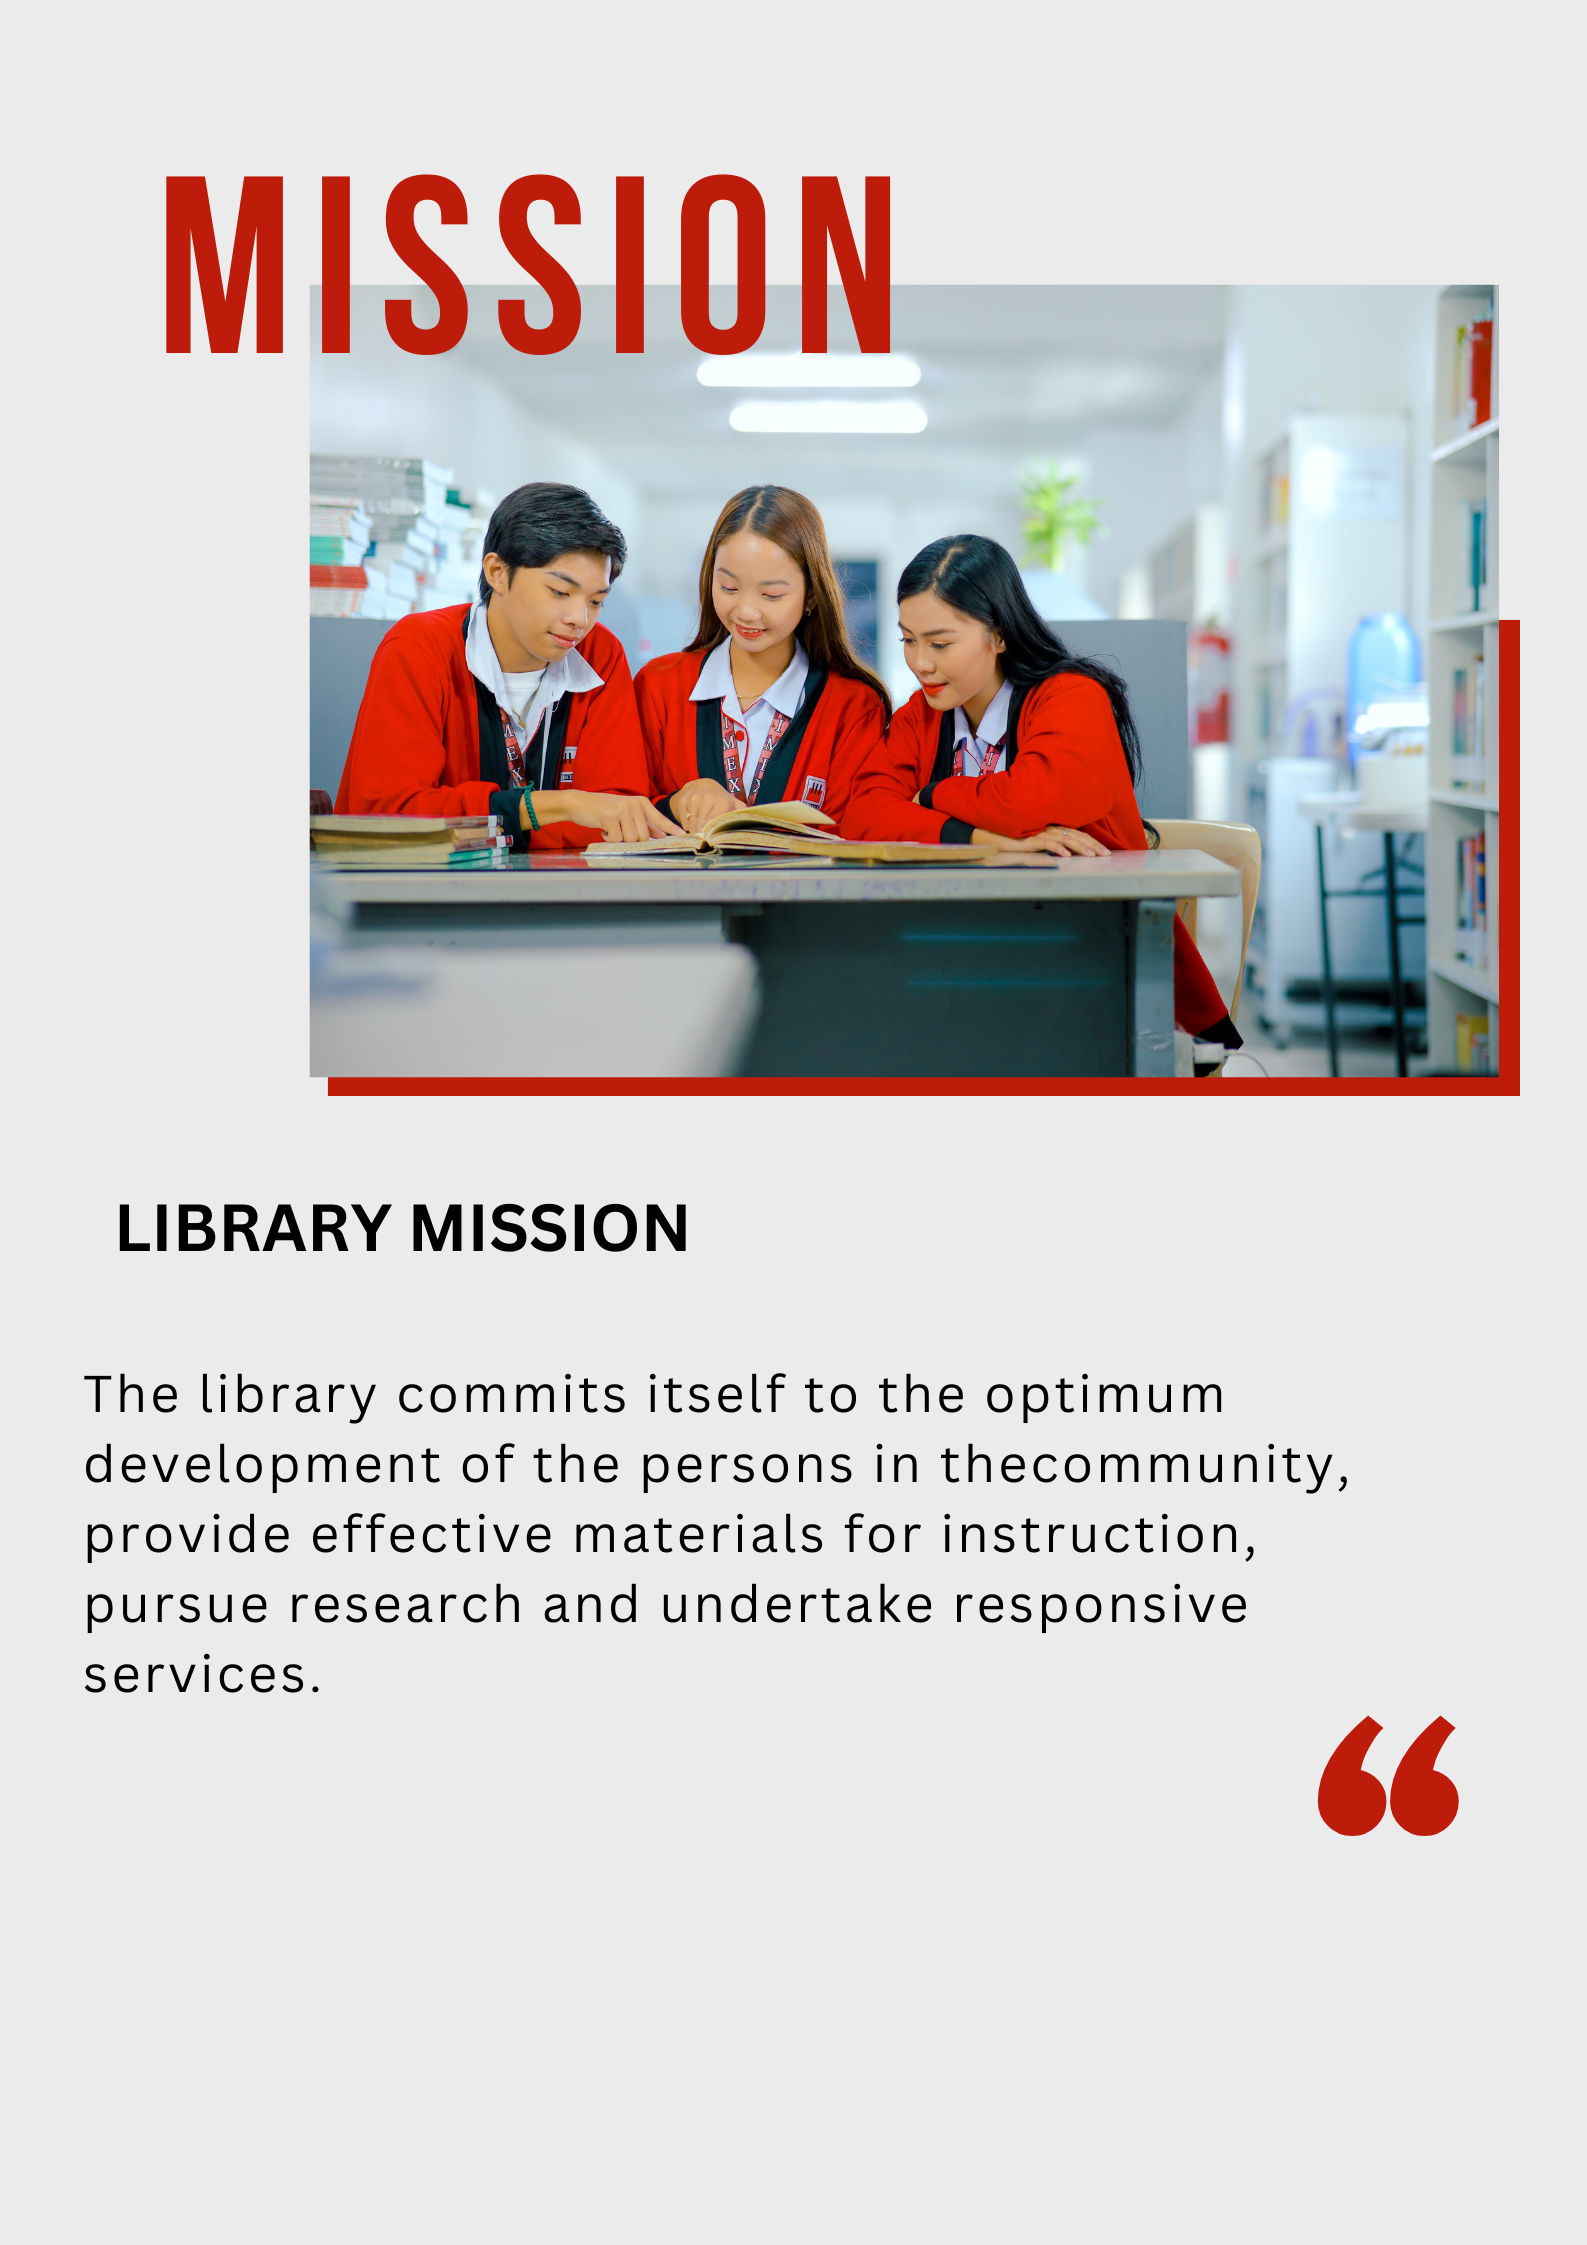 MISSION
I
M
E
X
I
M
E
X
I
M
LIBRARY MISSION
The library commits itself to the optimum
development of the persons in thecommunity,
provide effective materials for instruction,
pursue research and undertake responsive
services.
“